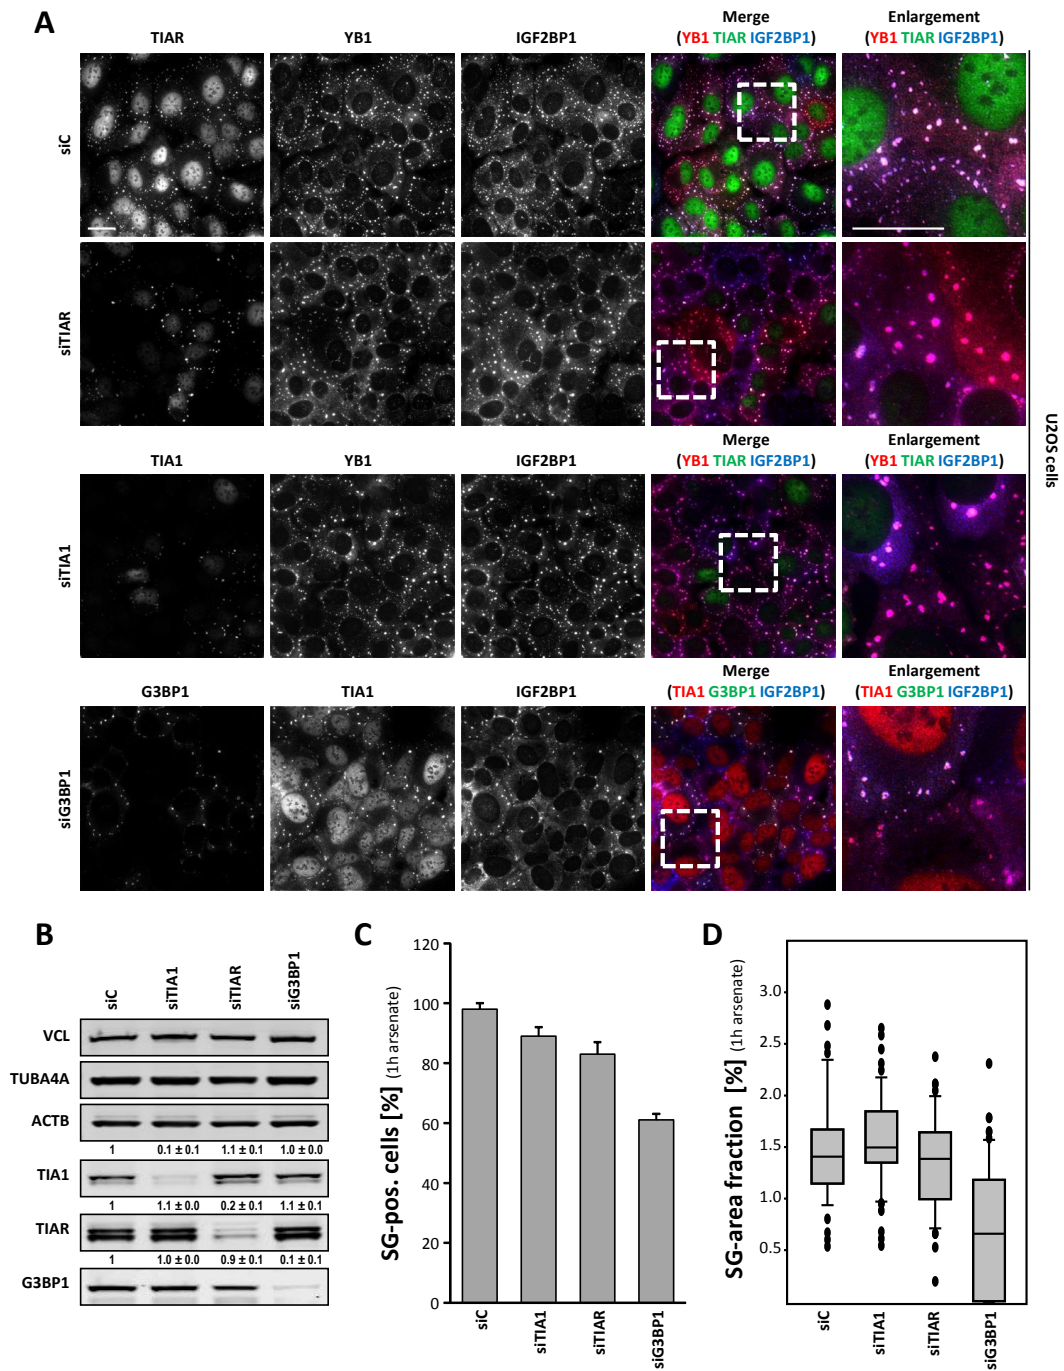 A
TIAR
YB1
IGF2BP1
Merge
(YB1 TIAR IGF2BP1)
Enlargement
(YB1 TIAR IGF2BP1)
siC
siTIAR
TIA1
YB1
IGF2BP1
Merge
(YB1 TIAR IGF2BP1)
Enlargement
(YB1 TIAR IGF2BP1)
siTIA1
G3BP1
TIA1
IGF2BP1
Merge
(TIA1 G3BP1 IGF2BP1)
Enlargement
(TIA1 G3BP1 IGF2BP1)
siG3BP1
U2OS cells
B
siC
siTIA1
siTIAR
siG3BP1
VCL
TUBA4A
ACTB
1 0.1 ± 0.1 1.1 ± 0.1 1.0 ± 0.0
TIA1
1 1.1 ± 0.0 0.2 ± 0.1 1.1 ± 0.1
TIAR
1 1.0 ± 0.0 0.9 ± 0.1 0.1 ± 0.1
G3BP1
C
SG-pos. cells [%] (1h arsenate)
120
100
80
60
40
20
0
siC
siTIA1
siTIAR
siG3BP1
D
SG-area fraction [%] (1h arsenate)
3.0
2.5
2.0
1.5
1.0
0.5
siC
siTIA1
siTIAR
siG3BP1